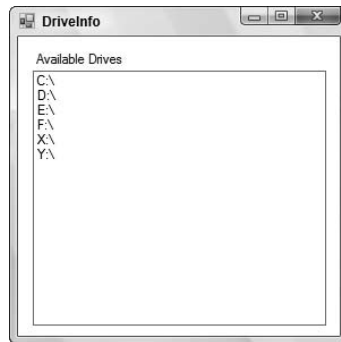 DriveInfo
Available Drives
C:\
D:\
E:\
F:\
X:\
Y:\